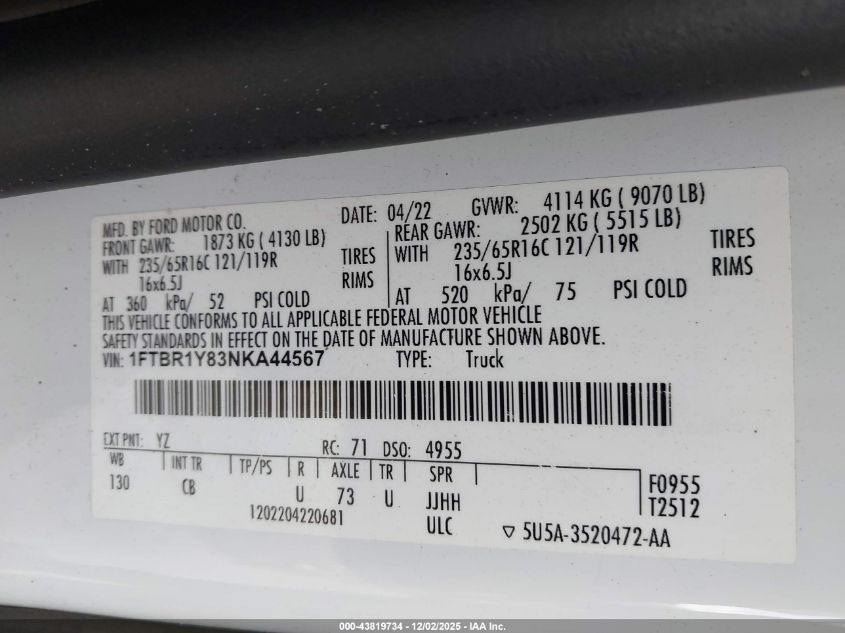 MFD. BY FORD MOTOR CO. DATE: 04/22 GVWR: 4114 KG ( 9070 LB)
FRONT GAWR: 1873 KG ( 4130 LB) REAR GAWR: 2502 KG ( 5515 LB)
WITH 235/65R16C 121/119R TIRES WITH 235/65R16C 121/119R TIRES
16x6.5J RIMS 16x6.5J RIMS
AT 360 kPa/ 52 PSI COLD AT 520 kPa/ 75 PSI COLD
THIS VEHICLE CONFORMS TO ALL APPLICABLE FEDERAL MOTOR VEHICLE
SAFETY STANDARDS IN EFFECT ON THE DATE OF MANUFACTURE SHOWN ABOVE.
VIN: 1FTBR1Y83NKA44567 TYPE: Truck
EXT PNT: YZ RC: 71 DSO: 4955
WB INT TR TP/PS R AXLE TR SPR F0955
130 CB U 73 U JJHH T2512
1202204220681 ULC ▽ 5U5A-3520472-AA
000-43819734 - 12/02/2025 - IAA Inc.